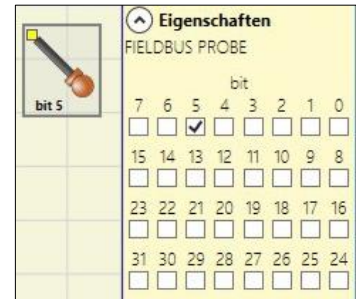 bit 5
Eigenschaften
FIELDBUS PROBE
bit
7 6 5 4 3 2 1 0
15 14 13 12 11 10 9 8
23 22 21 20 19 18 17 16
31 30 29 28 27 26 25 24